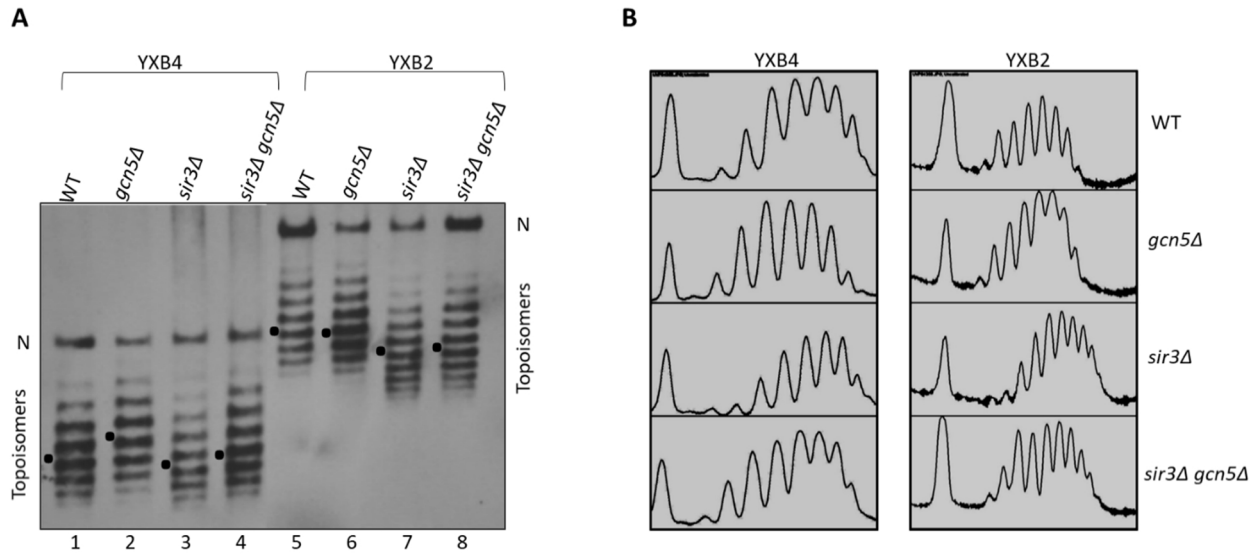 A
YXB4
YXB2
WT
gcn5Δ
sir3Δ
sir3Δ gcn5Δ
WT
gcn5Δ
sir3Δ
sir3Δ gcn5Δ
N
Topoisomers
N
Topoisomers
1 2 3 4 5 6 7 8
B
YXB4
YXB2
WT
gcn5Δ
sir3Δ
sir3Δ gcn5Δ